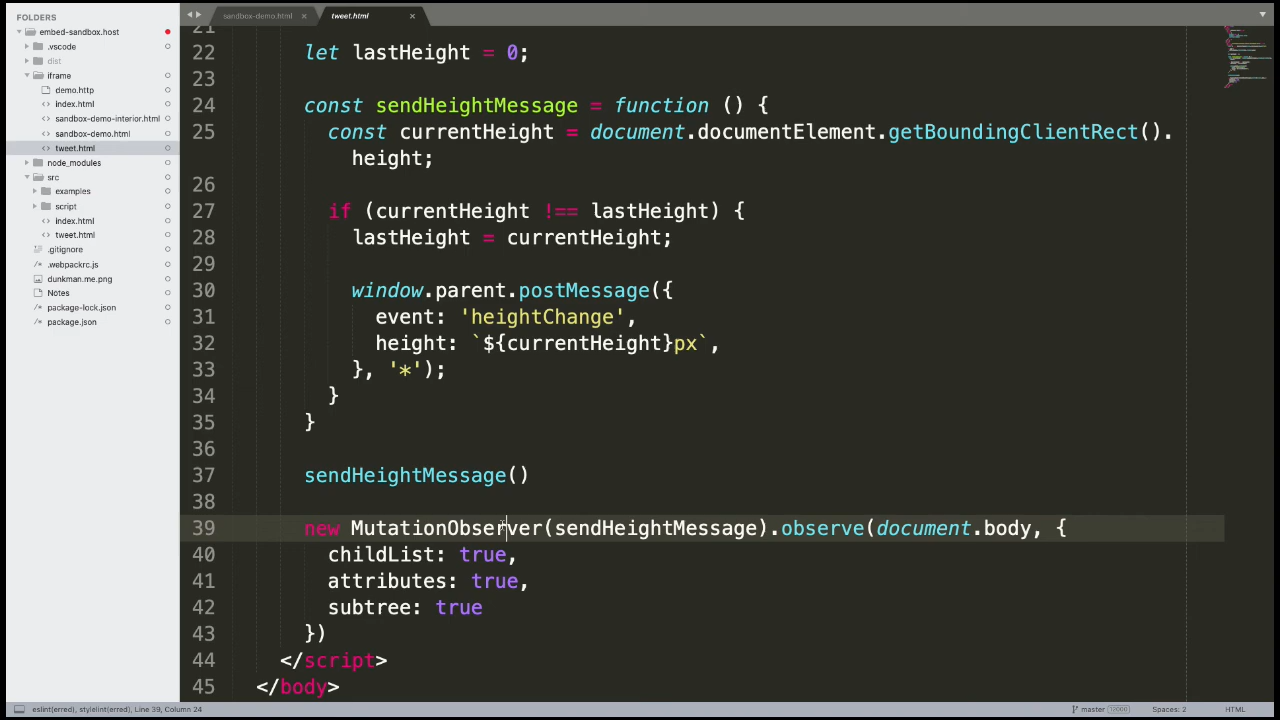 FOLDERS
embed-sandbox.host
.vscode
dist
iframe
demo.http
index.html
sandbox-demo-interior.html
sandbox-demo.html
tweet.html
node_modules
src
examples
script
index.html
tweet.html
.gitignore
.webpackrc.js
dunkman.me.png
Notes
package-lock.json
package.json
sandbox-demo.html ×
tweet.html ×
21
22 let lastHeight = 0;
23
24 const sendHeightMessage = function () {
25 const currentHeight = document.documentElement.getBoundingClientRect().
height;
26
27 if (currentHeight !== lastHeight) {
28 lastHeight = currentHeight;
29
30 window.parent.postMessage({
31 event: 'heightChange',
32 height: `${currentHeight}px`,
33 }, '*');
34 }
35 }
36
37 sendHeightMessage()
38
39 new MutationObserver(sendHeightMessage).observe(document.body, {
40 childList: true,
41 attributes: true,
42 subtree: true
43 })
44 </script>
45 </body>
eslint(erred), stylelint(erred), Line 39, Column 24
master
Spaces: 2
HTML